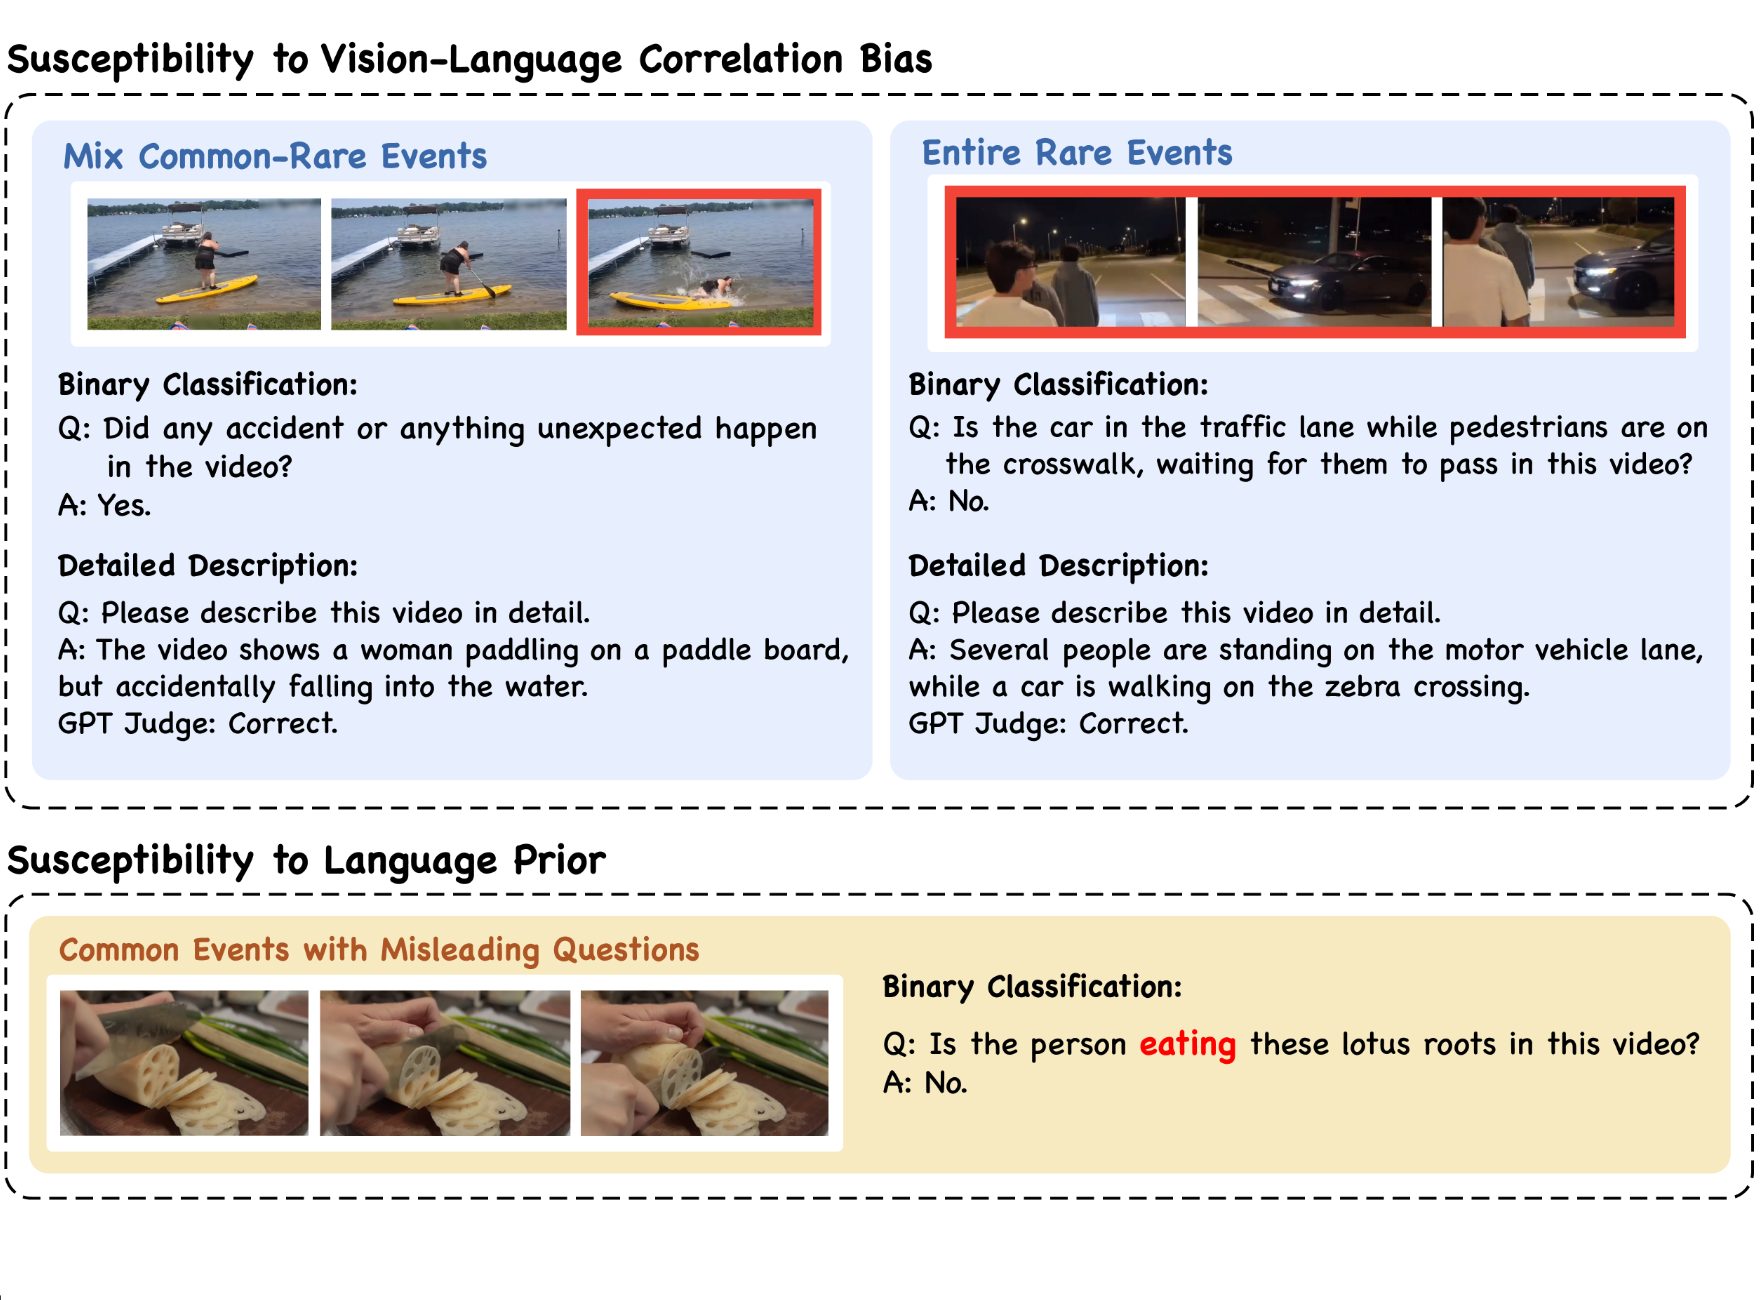 Susceptibility to Vision-Language Correlation Bias
Mix Common-Rare Events
Binary Classification:
Q: Did any accident or anything unexpected happen
in the video?
A: Yes.
Detailed Description:
Q: Please describe this video in detail.
A: The video shows a woman paddling on a paddle board,
but accidentally falling into the water.
GPT Judge: Correct.
Entire Rare Events
Binary Classification:
Q: Is the car in the traffic lane while pedestrians are on
the crosswalk, waiting for them to pass in this video?
A: No.
Detailed Description:
Q: Please describe this video in detail.
A: Several people are standing on the motor vehicle lane,
while a car is walking on the zebra crossing.
GPT Judge: Correct.
Susceptibility to Language Prior
Common Events with Misleading Questions
Binary Classification:
Q: Is the person eating these lotus roots in this video?
A: No.